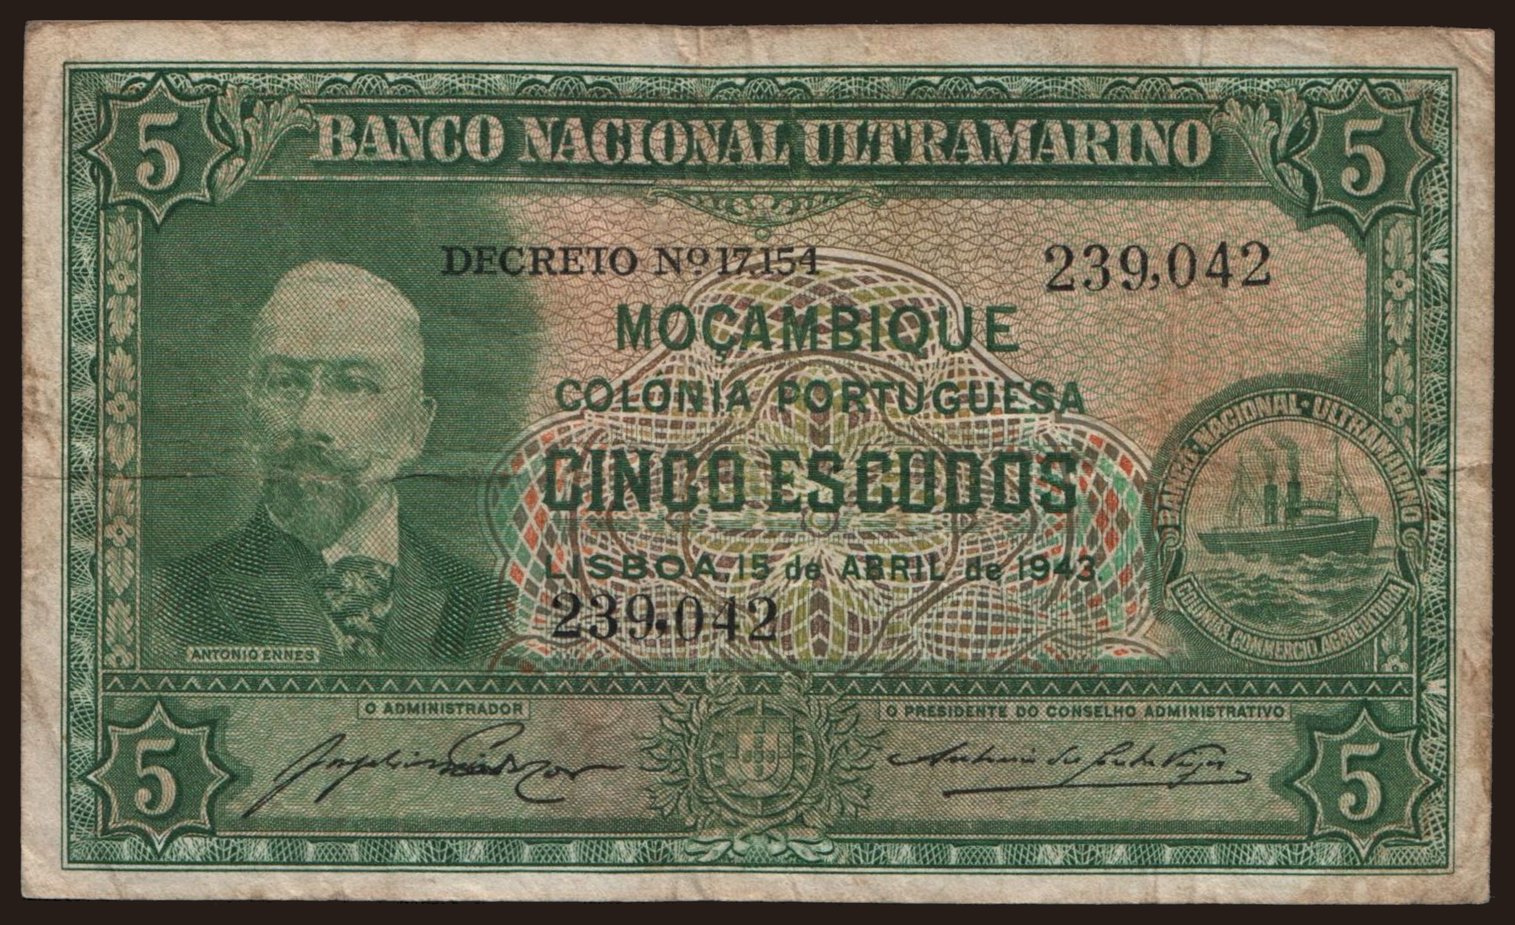 5 BANCO NACIONAL ULTRAMARINO 5
DECRETO Nº 17.154 239,042
MOÇAMBIQUE
COLONIA PORTUGUESA
CINCO ESCUDOS
BANCO·NACIONAL·ULTRAMARINO
COLONIAS, COMMERCIO, AGRICULTURA
LISBOA, 15 de ABRIL de 1943
239,042
ANTONIO ENNES
O ADMINISTRADOR O PRESIDENTE DO CONSELHO ADMINISTRATIVO
5 5